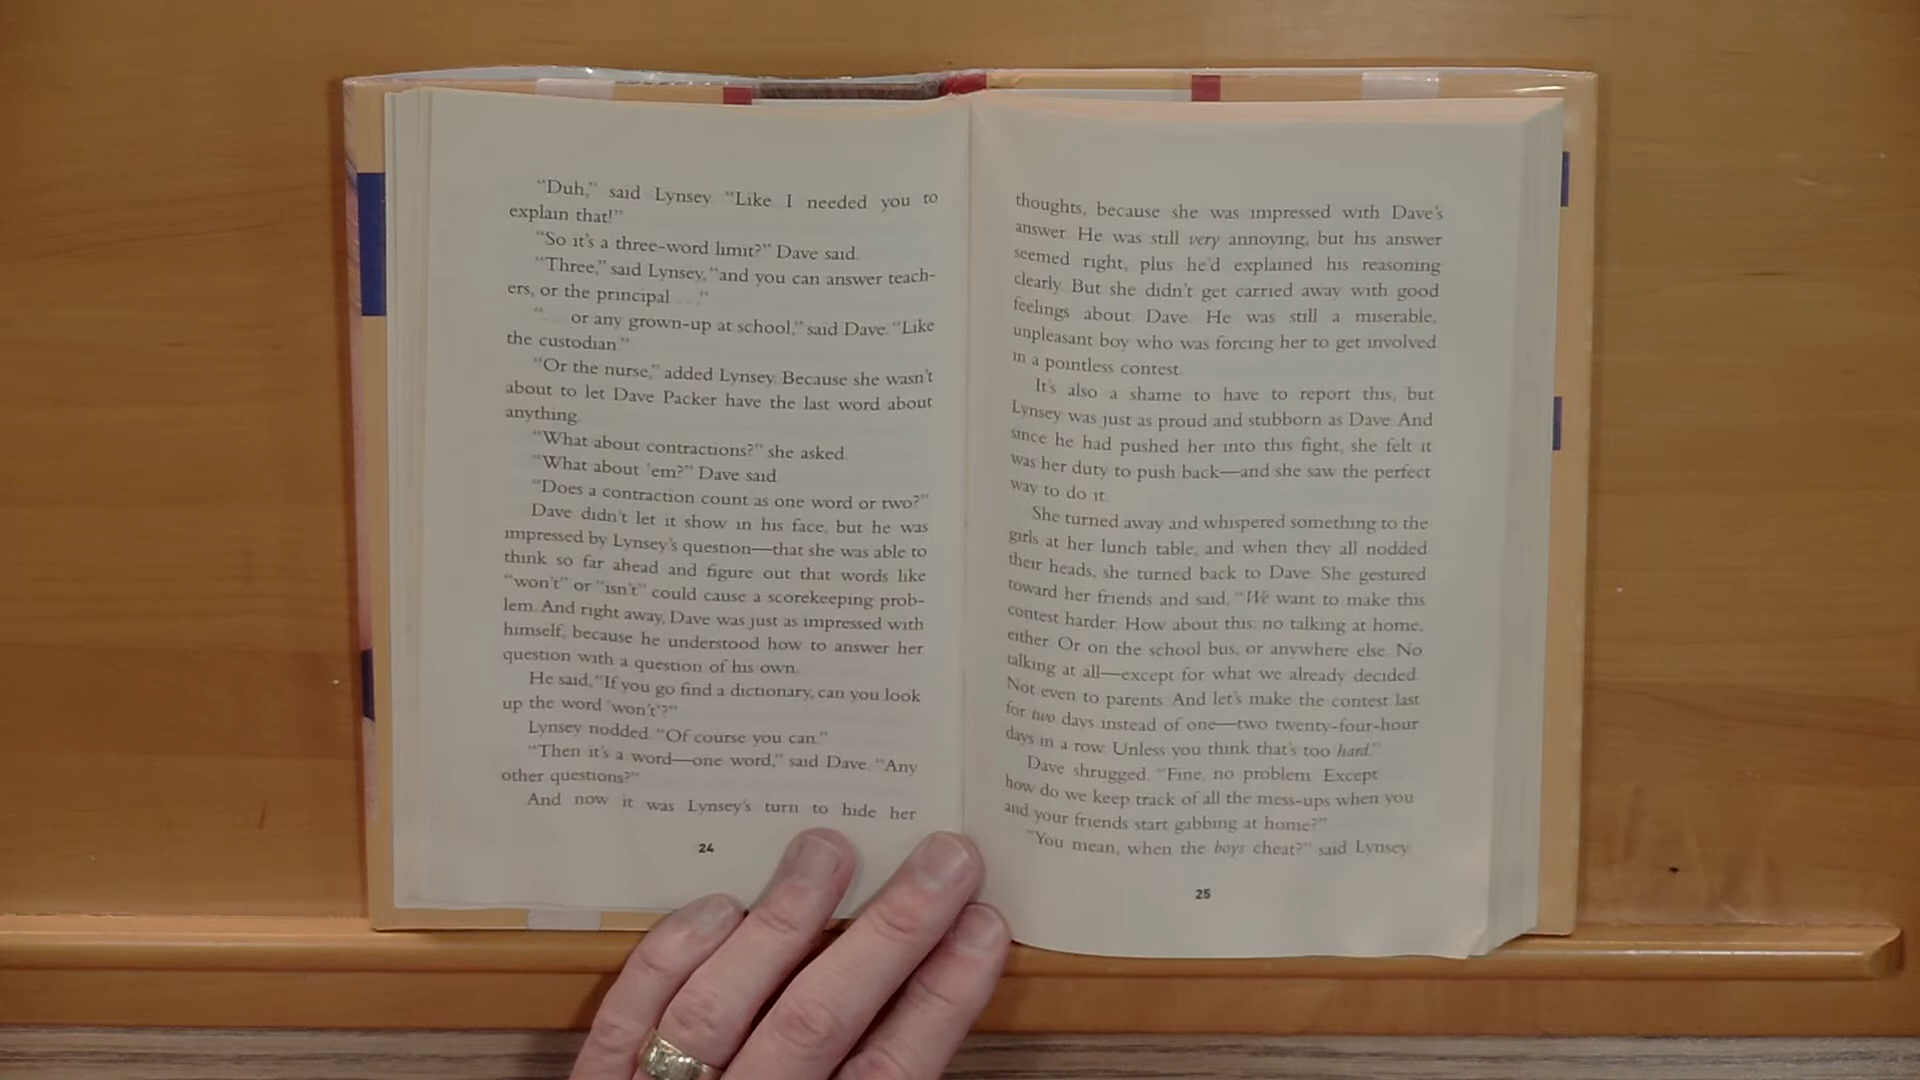 “Duh,” said Lynsey. “Like I needed you to
explain that!”
“So it’s a three-word limit?” Dave said.
“Three,” said Lynsey, “and you can answer teach-
ers, or the principal . . .”
“. . . or any grown-up at school,” said Dave. “Like
the custodian.”
“Or the nurse,” added Lynsey. Because she wasn’t
about to let Dave Packer have the last word about
anything.
“What about contractions?” she asked.
“What about ’em?” Dave said.
“Does a contraction count as one word or two?”
Dave didn’t let it show in his face, but he was
impressed by Lynsey’s question—that she was able to
think so far ahead and figure out that words like
“won’t” or “isn’t” could cause a scorekeeping prob-
lem. And right away, Dave was just as impressed with
himself, because he understood how to answer her
question with a question of his own.
He said, “If you go find a dictionary, can you look
up the word ‘won’t’?”
Lynsey nodded. “Of course you can.”
“Then it’s a word—one word,” said Dave. “Any
other questions?”
And now it was Lynsey’s turn to hide her
24
thoughts, because she was impressed with Dave’s
answer. He was still very annoying, but his answer
seemed right, plus he’d explained his reasoning
clearly. But she didn’t get carried away with good
feelings about Dave. He was still a miserable,
unpleasant boy who was forcing her to get involved
in a pointless contest.
It’s also a shame to have to report this, but
Lynsey was just as proud and stubborn as Dave. And
since he had pushed her into this fight, she felt it
was her duty to push back—and she saw the perfect
way to do it.
She turned away and whispered something to the
girls at her lunch table, and when they all nodded
their heads, she turned back to Dave. She gestured
toward her friends and said, “We want to make this
contest harder. How about this: no talking at home,
either. Or on the school bus, or anywhere else. No
talking at all—except for what we already decided.
Not even to parents. And let’s make the contest last
for two days instead of one—two twenty-four-hour
days in a row. Unless you think that’s too hard.”
Dave shrugged. “Fine, no problem. Except . . .
how do we keep track of all the mess-ups when you
and your friends start gabbing at home?”
“You mean, when the boys cheat?” said Lynsey.
25